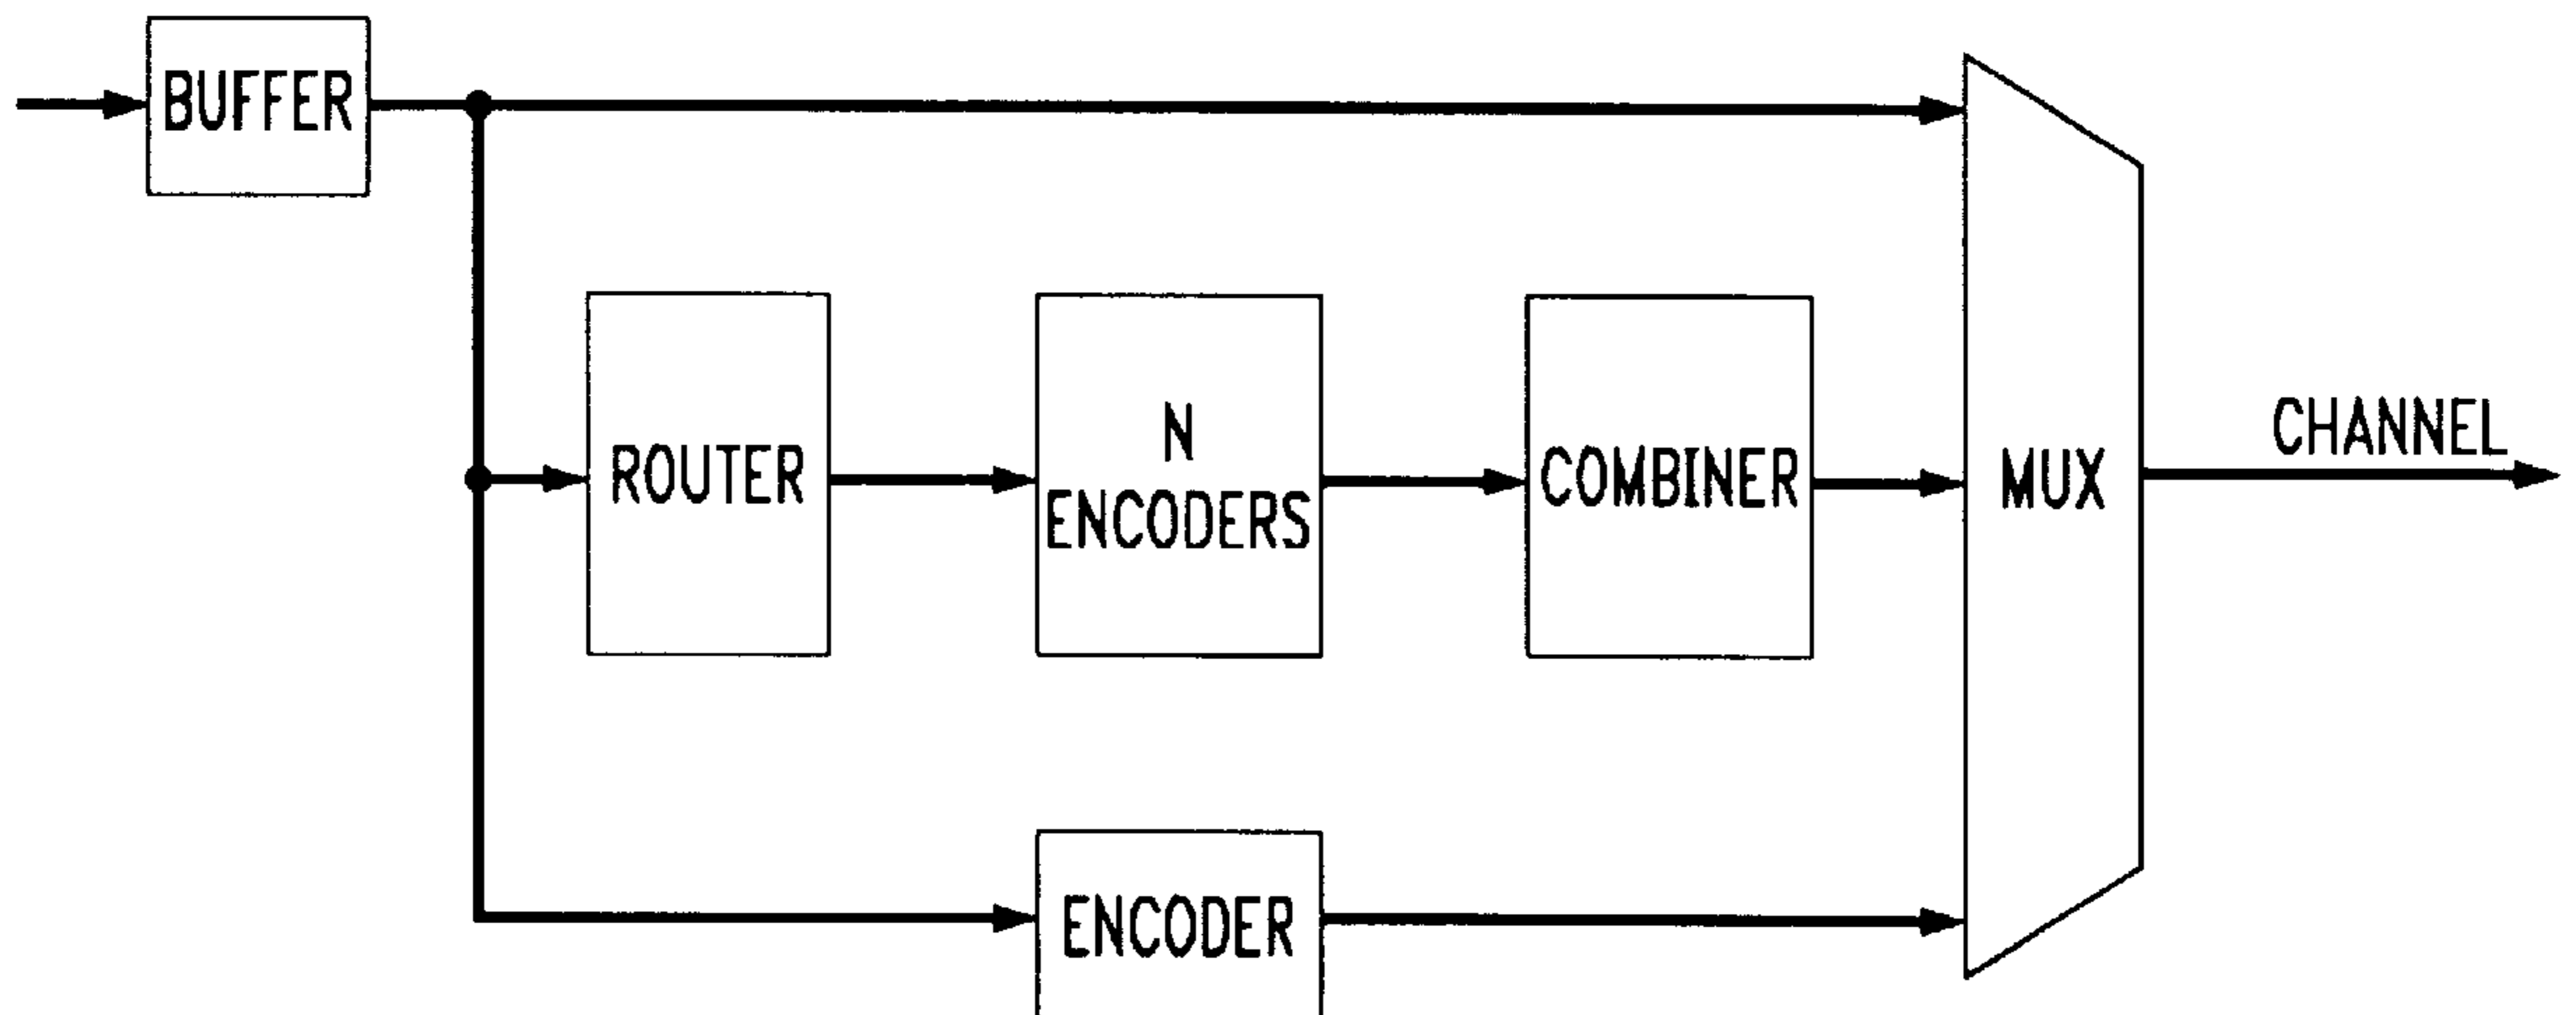 BUFFER
ROUTER
N
ENCODERS
COMBINER
MUX
CHANNEL
ENCODER